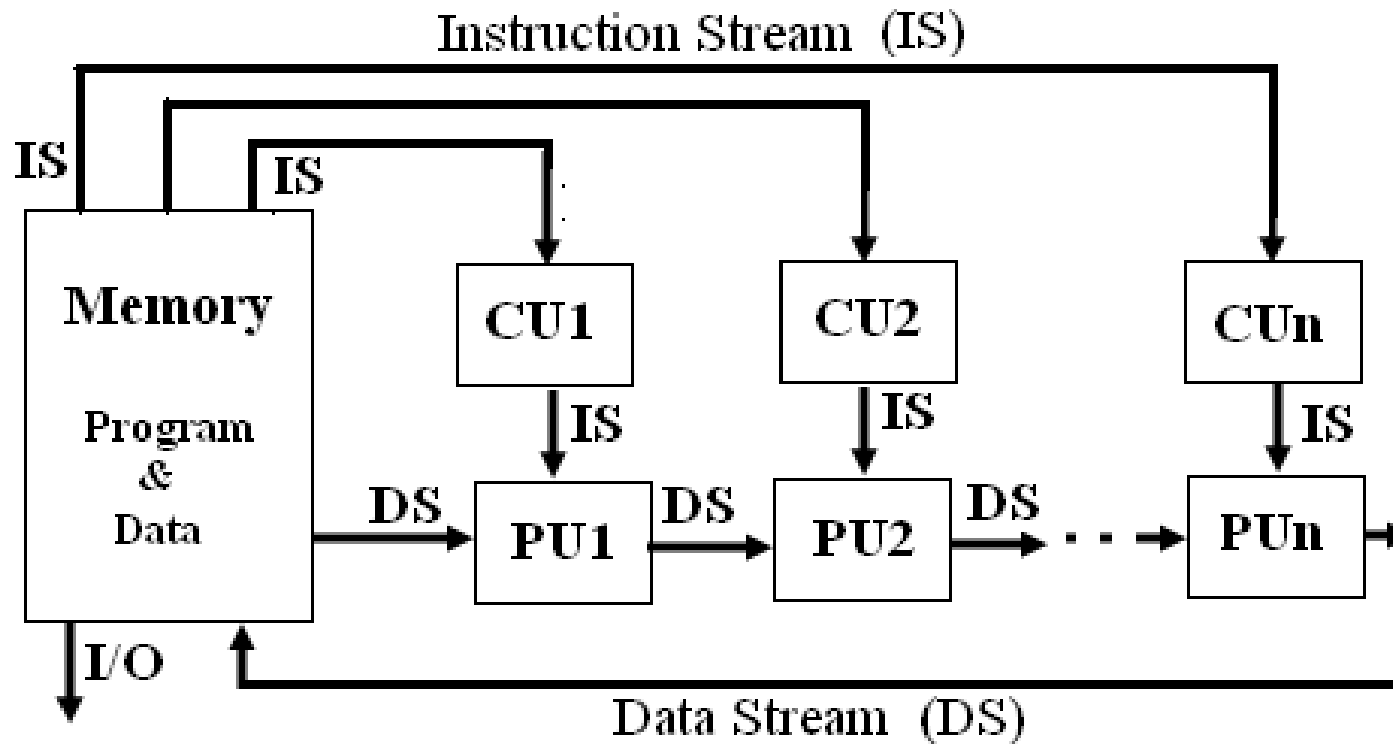 Instruction Stream (IS)
IS
IS
Memory
Program
&
Data
CU1
CU2
CUn
IS
IS
IS
DS
PU1
DS
PU2
DS
PUn
I/O
Data Stream (DS)